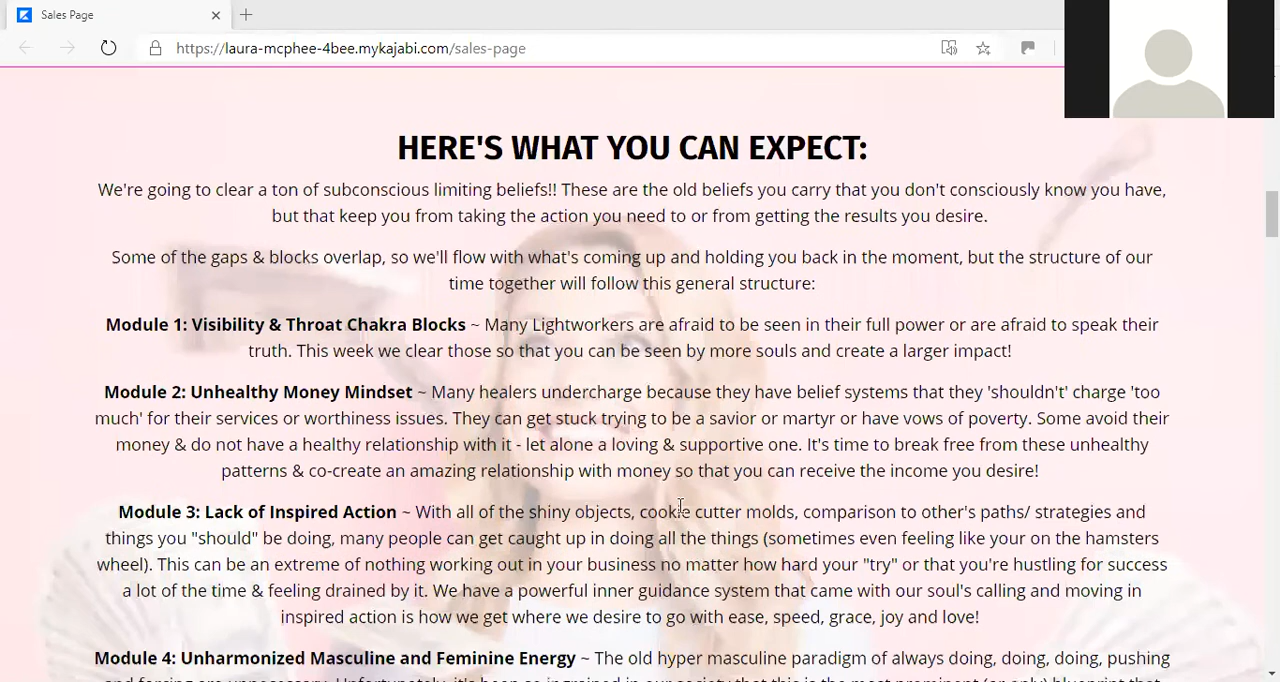 Sales Page
https://laura-mcphee-4bee.mykajabi.com/sales-page
HERE'S WHAT YOU CAN EXPECT:
We're going to clear a ton of subconscious limiting beliefs!! These are the old beliefs you carry that you don't consciously know you have,
but that keep you from taking the action you need to or from getting the results you desire.
Some of the gaps & blocks overlap, so we'll flow with what's coming up and holding you back in the moment, but the structure of our
time together will follow this general structure:
Module 1: Visibility & Throat Chakra Blocks ~ Many Lightworkers are afraid to be seen in their full power or are afraid to speak their
truth. This week we clear those so that you can be seen by more souls and create a larger impact!
Module 2: Unhealthy Money Mindset ~ Many healers undercharge because they have belief systems that they 'shouldn't' charge 'too
much' for their services or worthiness issues. They can get stuck trying to be a savior or martyr or have vows of poverty. Some avoid their
money & do not have a healthy relationship with it - let alone a loving & supportive one. It's time to break free from these unhealthy
patterns & co-create an amazing relationship with money so that you can receive the income you desire!
Module 3: Lack of Inspired Action ~ With all of the shiny objects, cookie cutter molds, comparison to other's paths/ strategies and
things you "should" be doing, many people can get caught up in doing all the things (sometimes even feeling like your on the hamsters
wheel). This can be an extreme of nothing working out in your business no matter how hard your "try" or that you're hustling for success
a lot of the time & feeling drained by it. We have a powerful inner guidance system that came with our soul's calling and moving in
inspired action is how we get where we desire to go with ease, speed, grace, joy and love!
Module 4: Unharmonized Masculine and Feminine Energy ~ The old hyper masculine paradigm of always doing, doing, doing, pushing